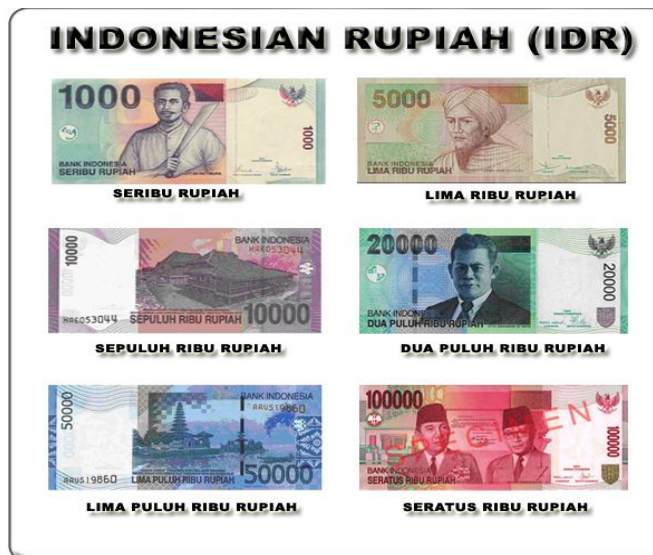 INDONESIAN RUPIAH (IDR)
1000
1000
BANK INDONESIA
SERIBU RUPIAH
SERIBU RUPIAH
5000
5000
BANK INDONESIA
LIMA RIBU RUPIAH
LIMA RIBU RUPIAH
10000
BANK INDONESIA
HAE053044
HAE053044
10000
SEPULUH RIBU RUPIAH
SEPULUH RIBU RUPIAH
20000
20000
BANK INDONESIA
DUA PULUH RIBU RUPIAH
DUA PULUH RIBU RUPIAH
50000
BANK INDONESIA
AAU519860
AAU519860
50000
LIMA PULUH RIBU RUPIAH
LIMA PULUH RIBU RUPIAH
100000
100000
SPECIMEN
BANK INDONESIA
SERATUS RIBU RUPIAH
SERATUS RIBU RUPIAH